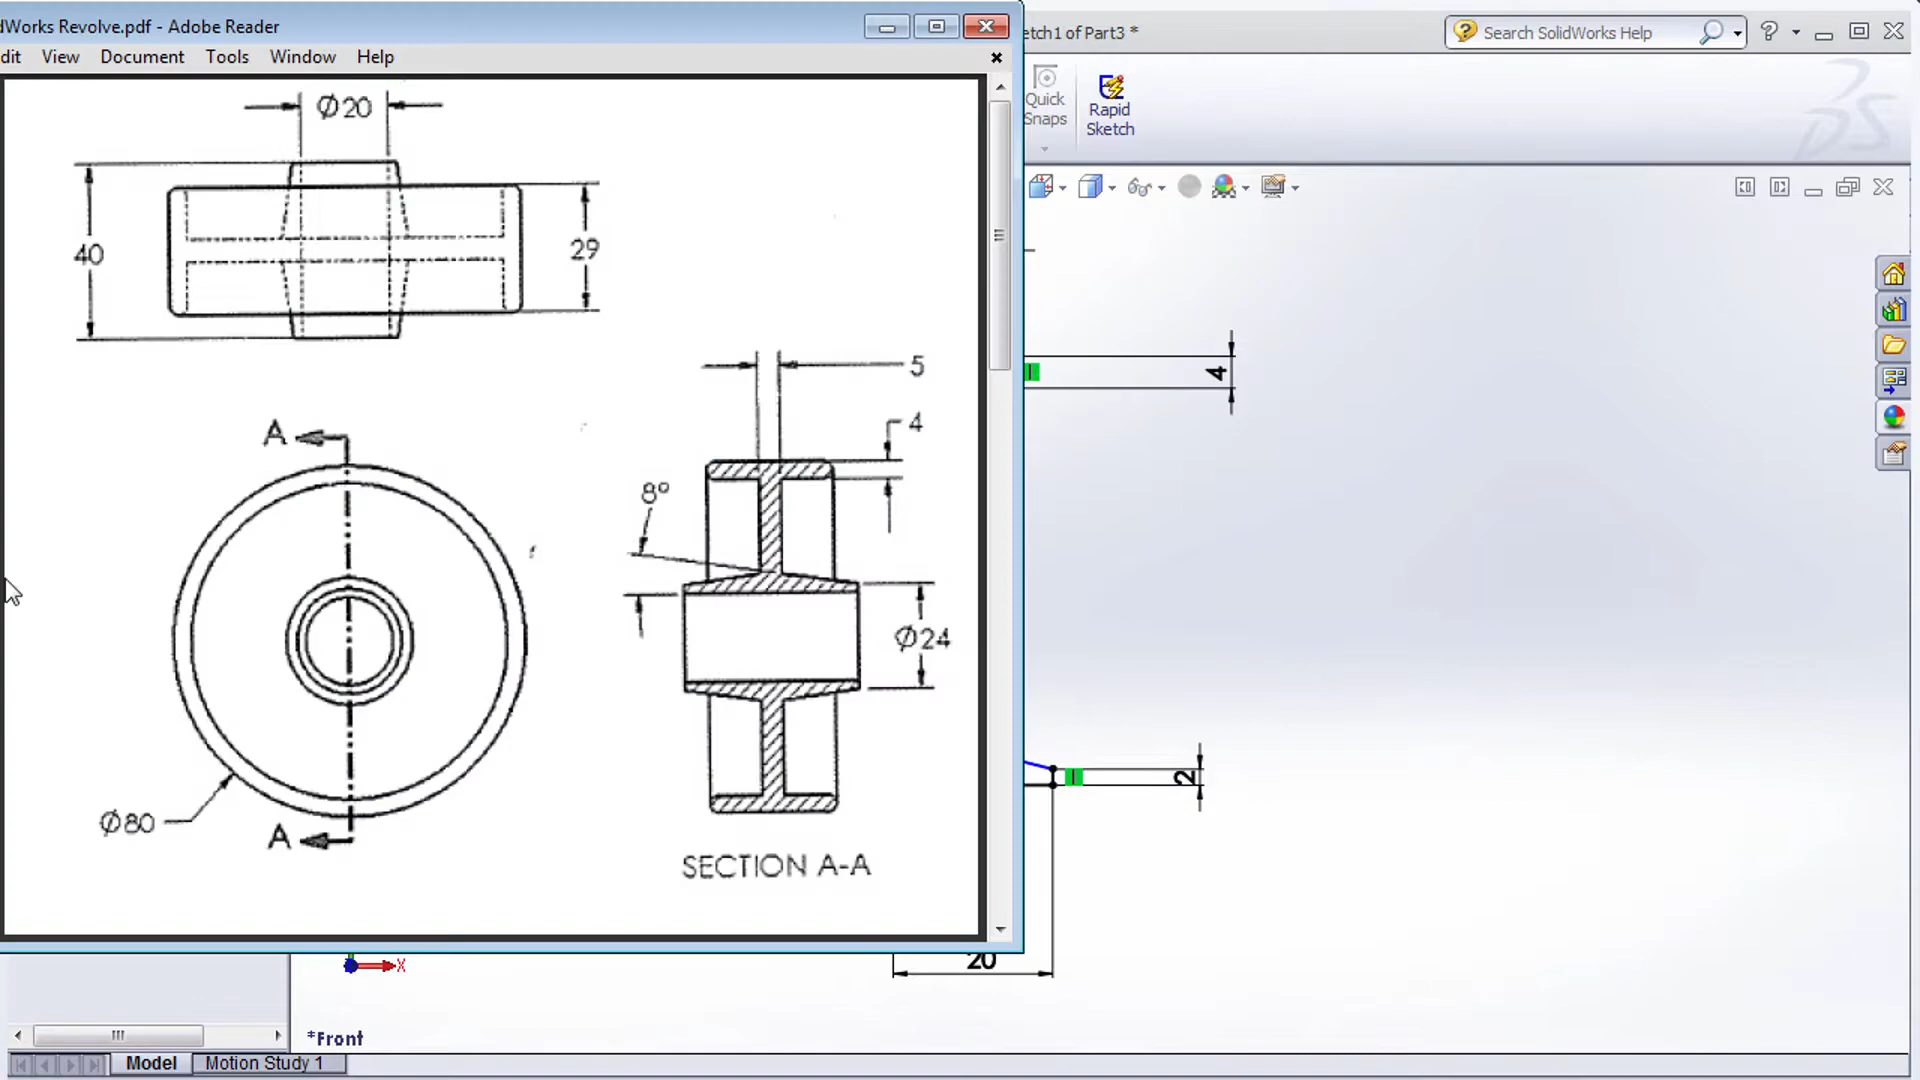 dWorks Revolve.pdf - Adobe Reader
dit View Document Tools Window Help
etch1 of Part3 *
Search SolidWorks Help
Quick
Snaps
Rapid
Sketch
Ø20
40
29
5
4
8°
A
Ø24
Ø80
A
SECTION A-A
4
2
20
X
*Front
Model Motion Study 1